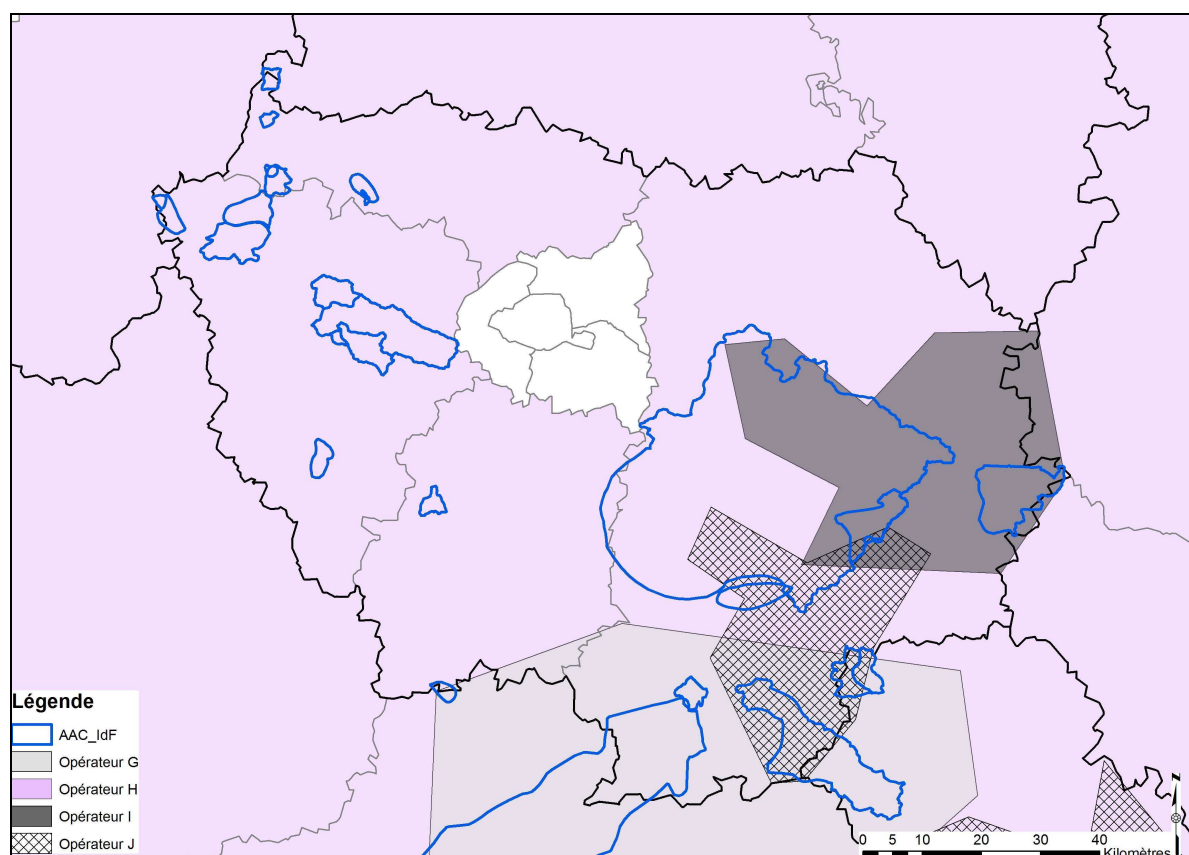 Légende
AAC_IdF
Opérateur G
Opérateur H
Opérateur I
Opérateur J
0 5 10 20 30 40
Kilomètres